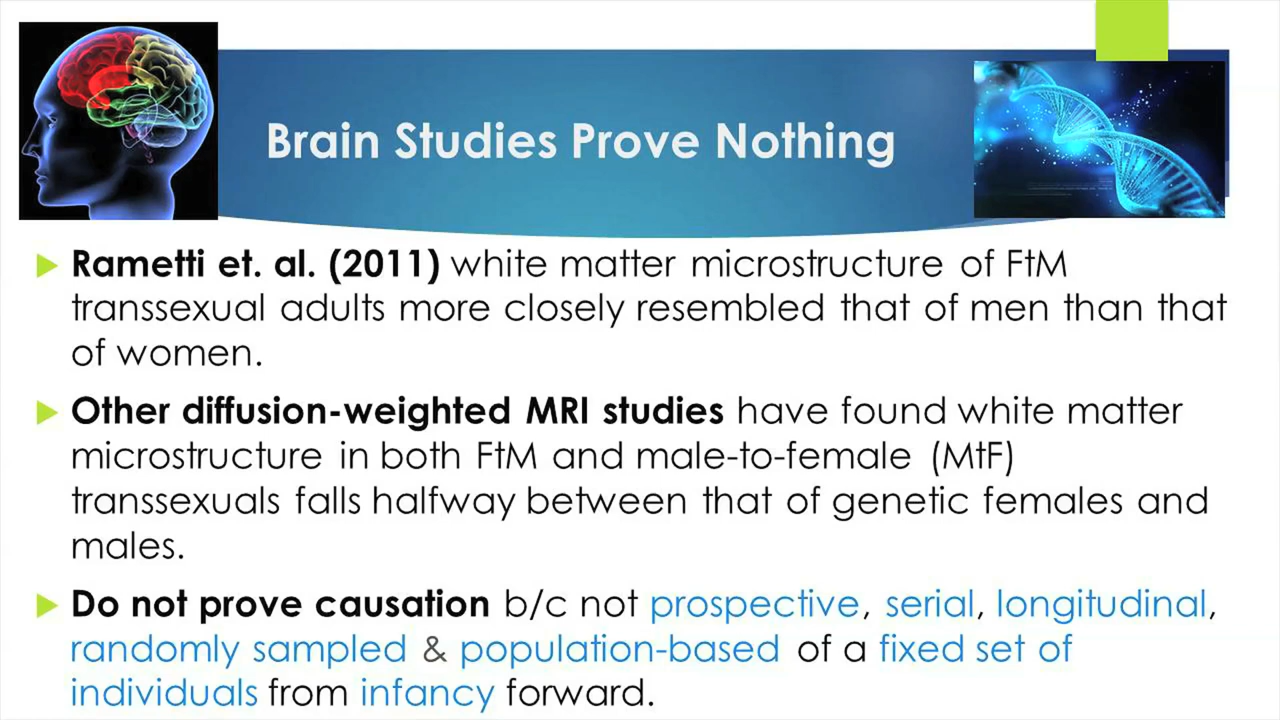 Brain Studies Prove Nothing
Rametti et. al. (2011) white matter microstructure of FtM
transsexual adults more closely resembled that of men than that
of women.
Other diffusion-weighted MRI studies have found white matter
microstructure in both FtM and male-to-female (MtF)
transsexuals falls halfway between that of genetic females and
males.
Do not prove causation b/c not prospective, serial, longitudinal,
randomly sampled & population-based of a fixed set of
individuals from infancy forward.